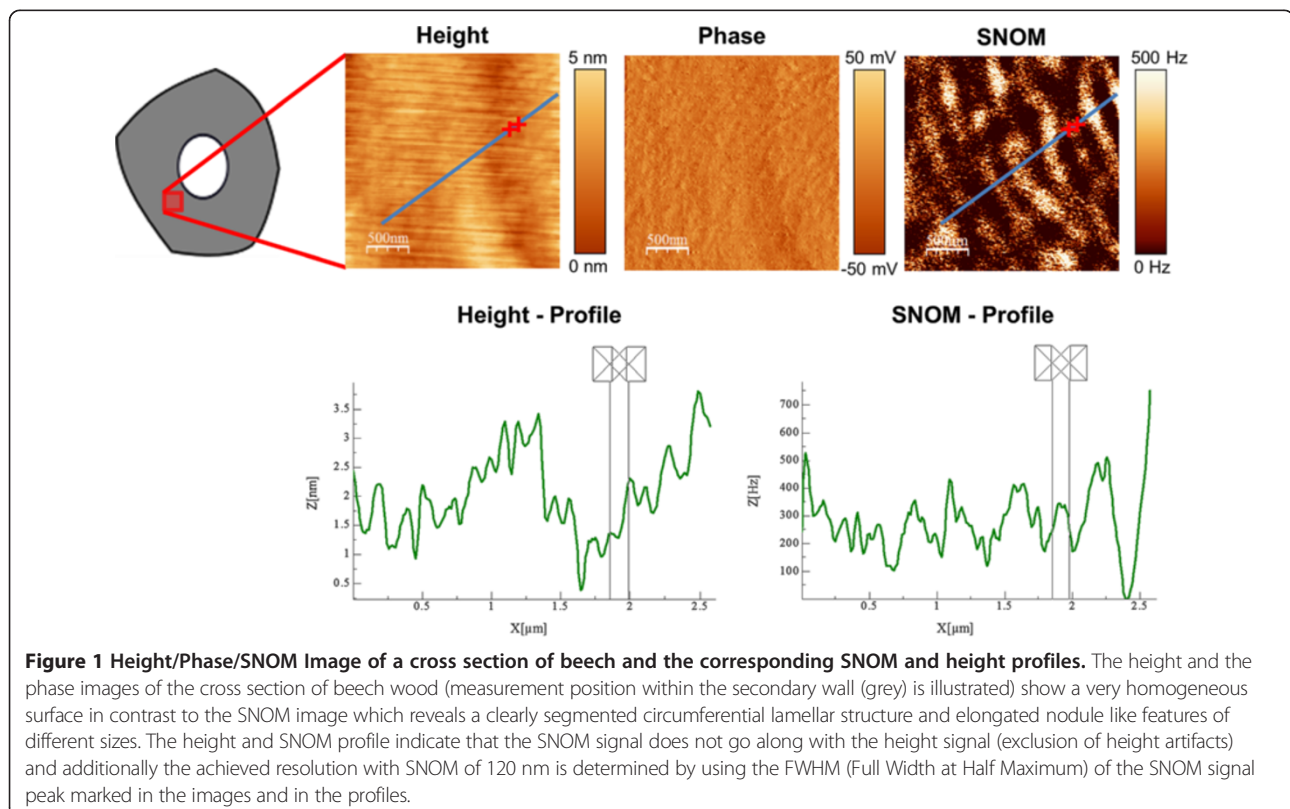 Height
Phase
SNOM
5 nm
50 mV
500 Hz
500nm
500nm
500nm
0 nm
-50 mV
0 Hz
Height - Profile
SNOM - Profile
3.5
3
2.5
2
1.5
1
0.5
Z[nm]
0.5
1
1.5
2
2.5
X[µm]
700
600
500
400
300
200
100
Z[Hz]
0.5
1
1.5
2
2.5
X[µm]
Figure 1 Height/Phase/SNOM Image of a cross section of beech and the corresponding SNOM and height profiles. The height and the
phase images of the cross section of beech wood (measurement position within the secondary wall (grey) is illustrated) show a very homogeneous
surface in contrast to the SNOM image which reveals a clearly segmented circumferential lamellar structure and elongated nodule like features of
different sizes. The height and SNOM profile indicate that the SNOM signal does not go along with the height signal (exclusion of height artifacts)
and additionally the achieved resolution with SNOM of 120 nm is determined by using the FWHM (Full Width at Half Maximum) of the SNOM signal
peak marked in the images and in the profiles.